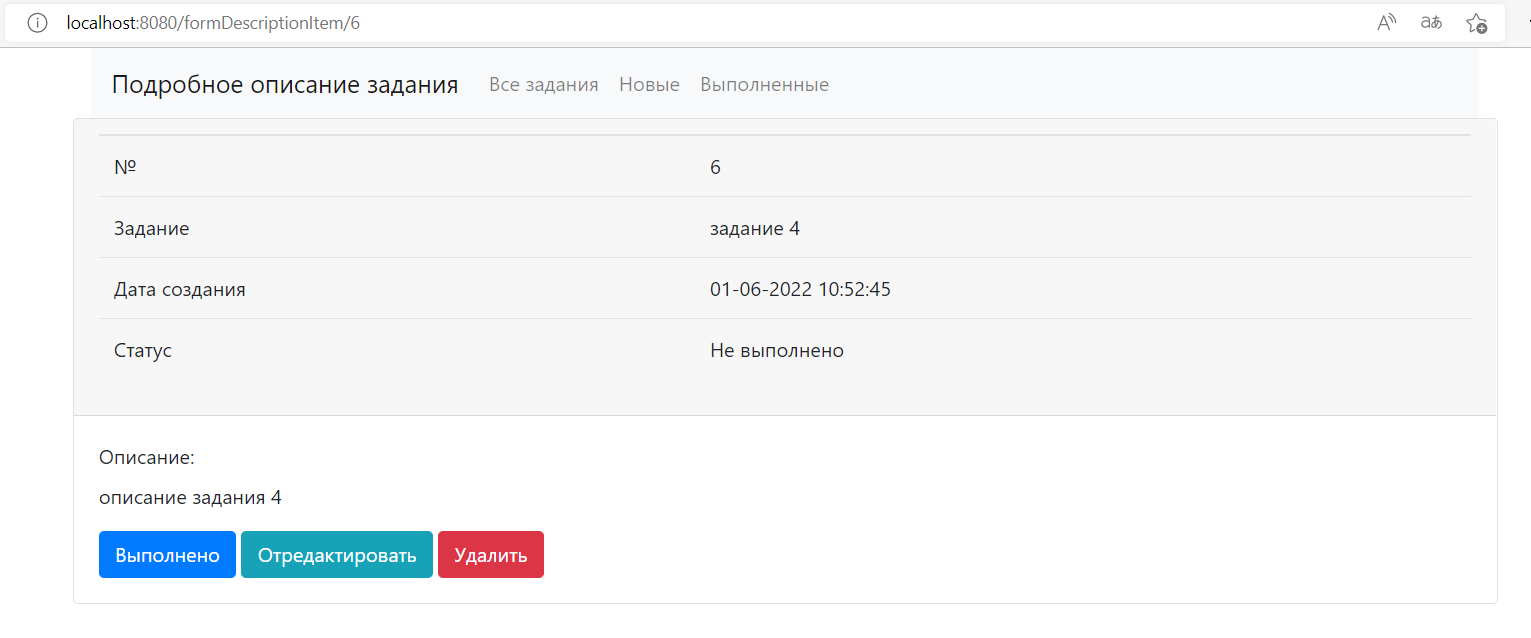 localhost:8080/formDescriptionItem/6
Подробное описание задания Все задания Новые Выполненные
№ 6
Задание задание 4
Дата создания 01-06-2022 10:52:45
Статус Не выполнено
Описание:
описание задания 4
Выполнено Отредактировать Удалить